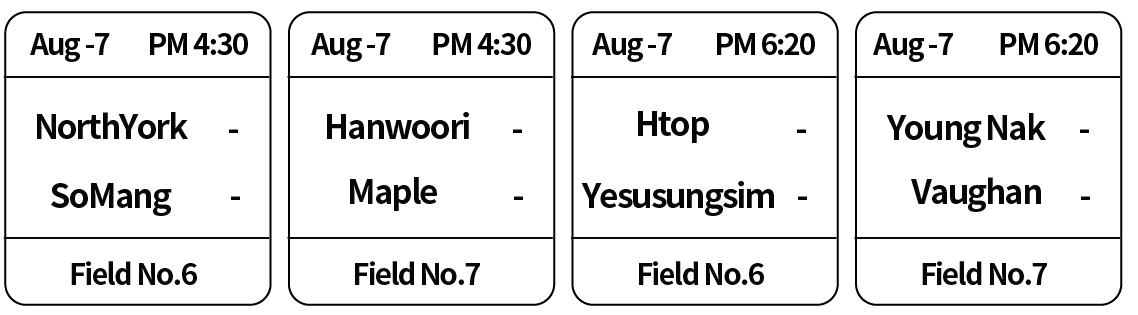 Aug -7 PM 4:30
NorthYork -
SoMang -
Field No.6
Aug -7 PM 4:30
Hanwoori -
Maple -
Field No.7
Aug -7 PM 6:20
Htop -
Yesusungsim -
Field No.6
Aug -7 PM 6:20
Young Nak -
Vaughan -
Field No.7